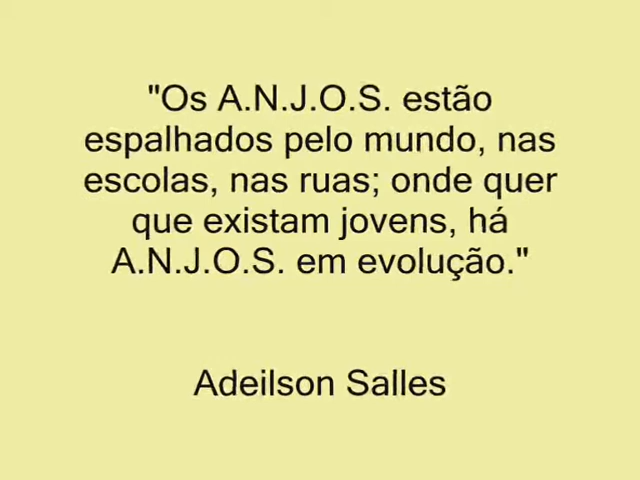 "Os A.N.J.O.S. estão
espalhados pelo mundo, nas
escolas, nas ruas; onde quer
que existam jovens, há
A.N.J.O.S. em evolução."
Adeilson Salles